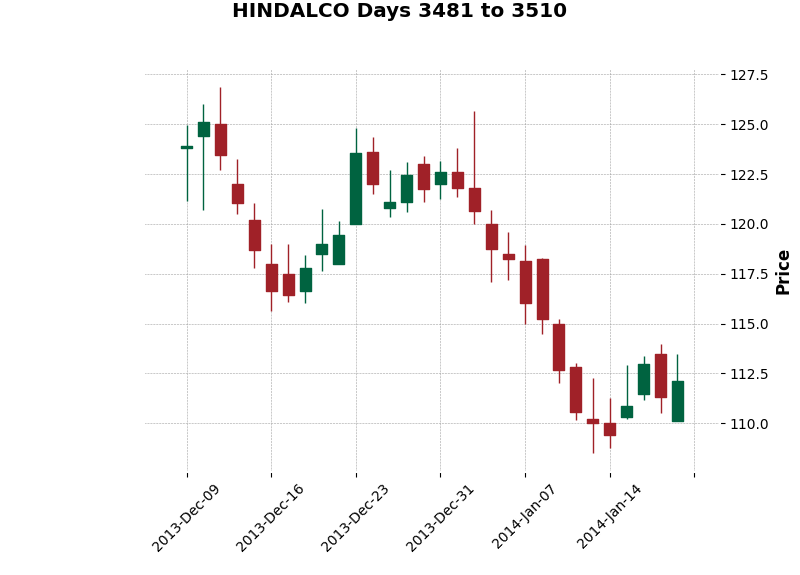 HINDALCO Days 3481 to 3510
127.5
125.0
122.5
120.0
117.5
115.0
112.5
110.0
Price
2013-Dec-09
2013-Dec-16
2013-Dec-23
2013-Dec-31
2014-Jan-07
2014-Jan-14